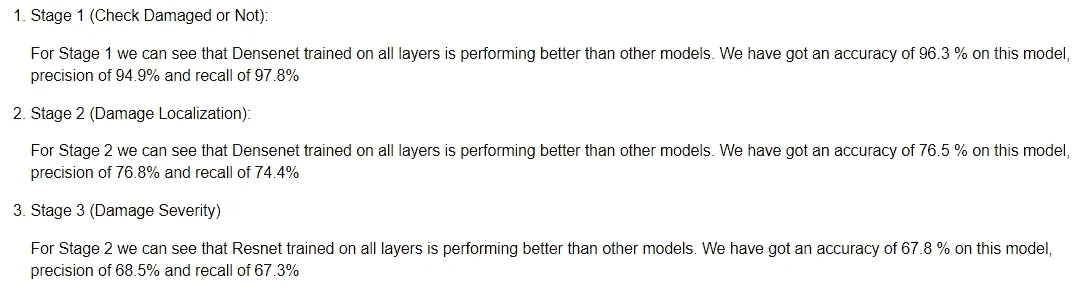 1. Stage 1 (Check Damaged or Not):
For Stage 1 we can see that Densenet trained on all layers is performing better than other models. We have got an accuracy of 96.3 % on this model,
precision of 94.9% and recall of 97.8%
2. Stage 2 (Damage Localization):
For Stage 2 we can see that Densenet trained on all layers is performing better than other models. We have got an accuracy of 76.5 % on this model,
precision of 76.8% and recall of 74.4%
3. Stage 3 (Damage Severity)
For Stage 2 we can see that Resnet trained on all layers is performing better than other models. We have got an accuracy of 67.8 % on this model,
precision of 68.5% and recall of 67.3%